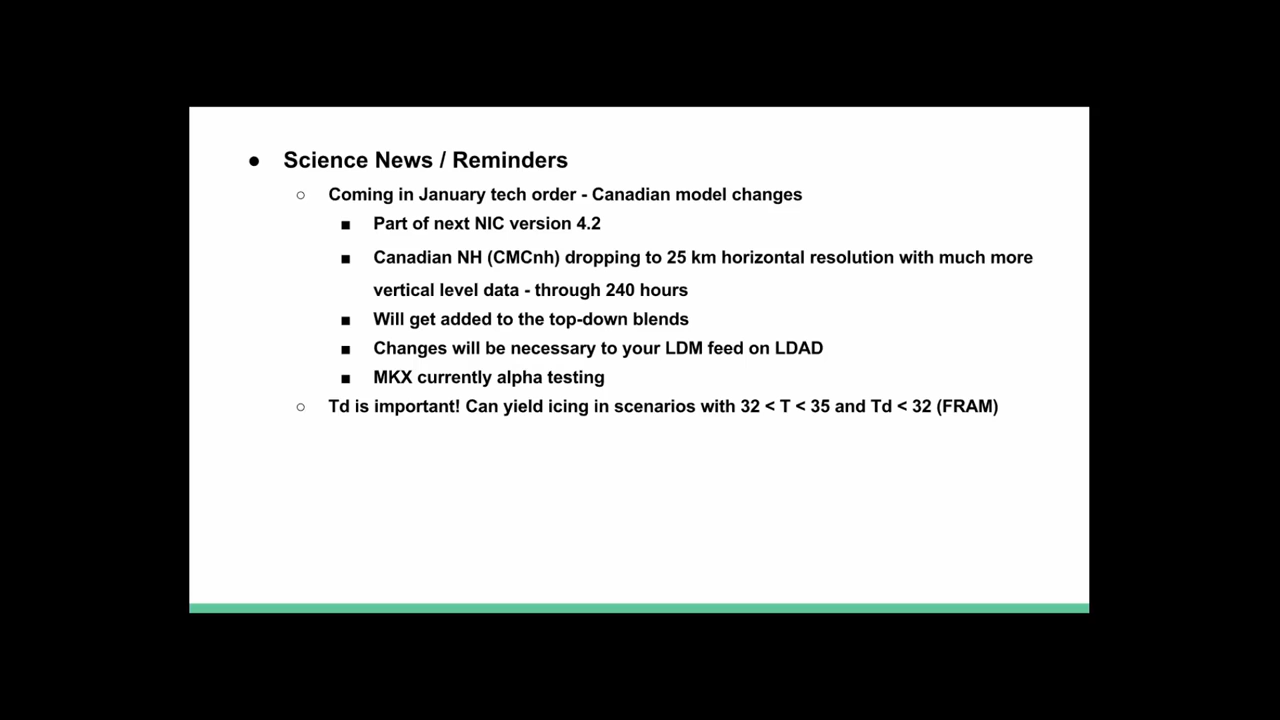 ● Science News / Reminders
○ Coming in January tech order - Canadian model changes
■ Part of next NIC version 4.2
■ Canadian NH (CMCnh) dropping to 25 km horizontal resolution with much more
vertical level data - through 240 hours
■ Will get added to the top-down blends
■ Changes will be necessary to your LDM feed on LDAD
■ MKX currently alpha testing
○ Td is important! Can yield icing in scenarios with 32 < T < 35 and Td < 32 (FRAM)